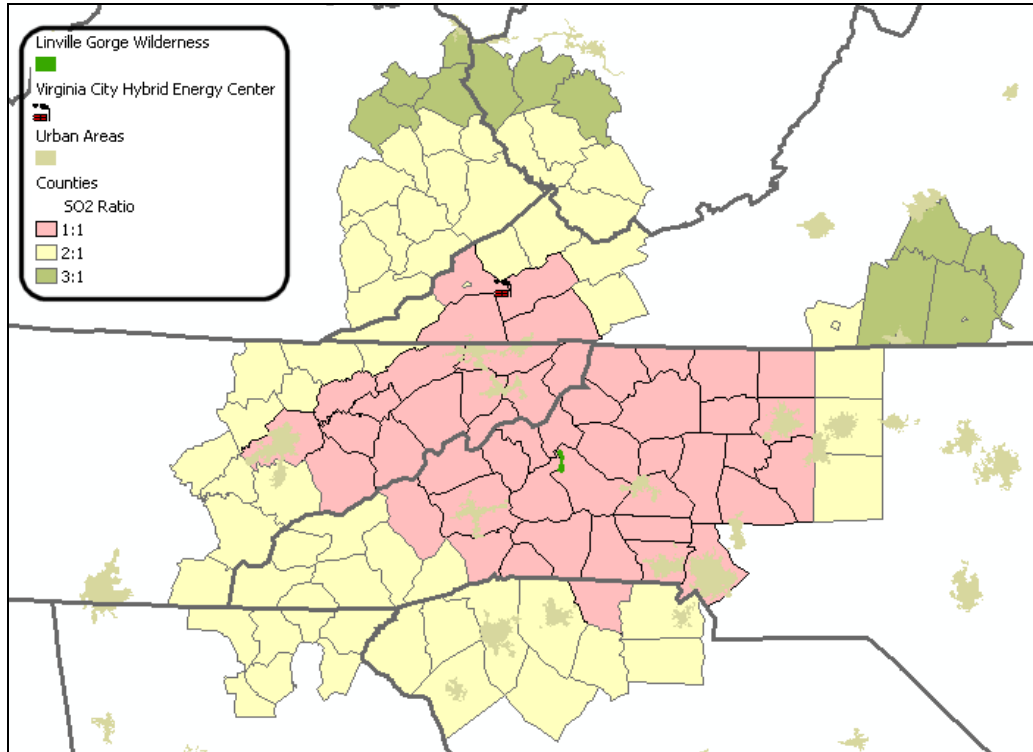 Linville Gorge Wilderness
Virginia City Hybrid Energy Center
Urban Areas
Counties
SO2 Ratio
1:1
2:1
3:1